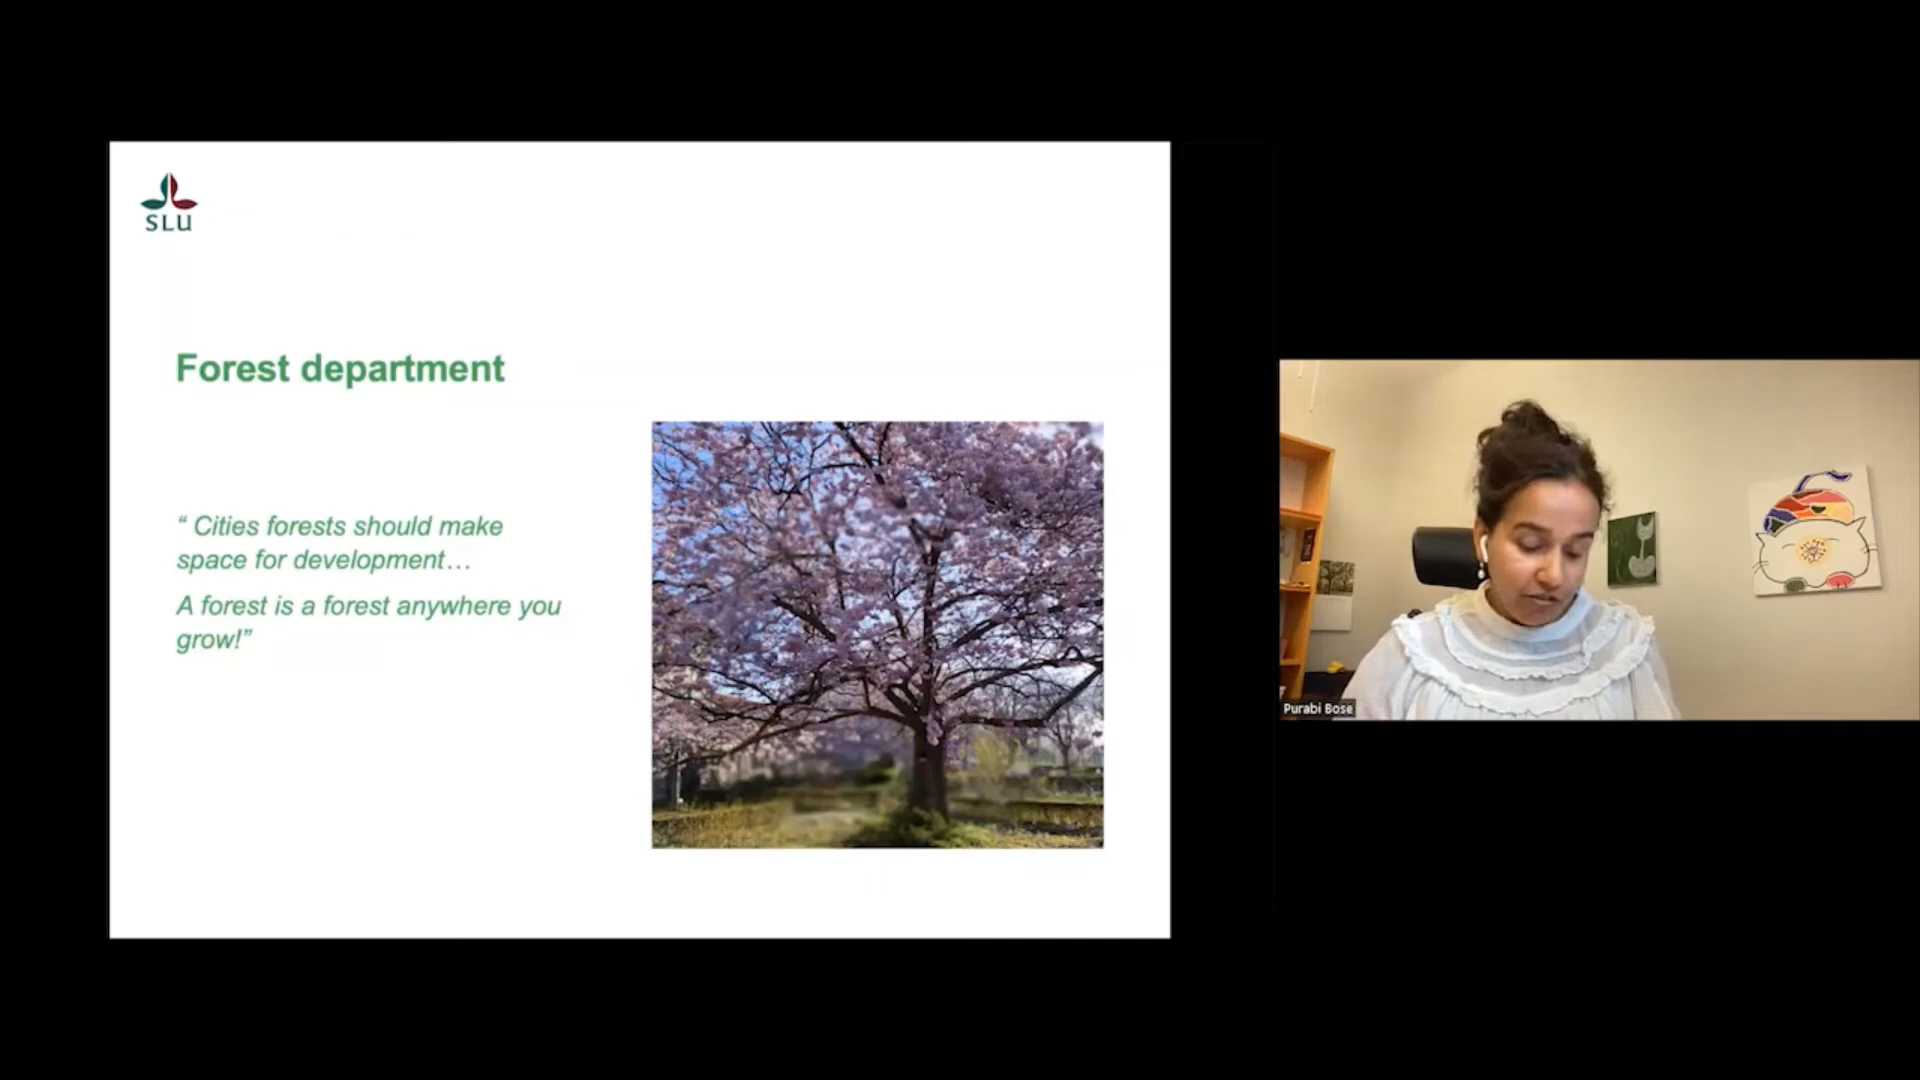 SLU
Forest department
“ Cities forests should make
space for development…
A forest is a forest anywhere you
grow!”
Purabi Bose